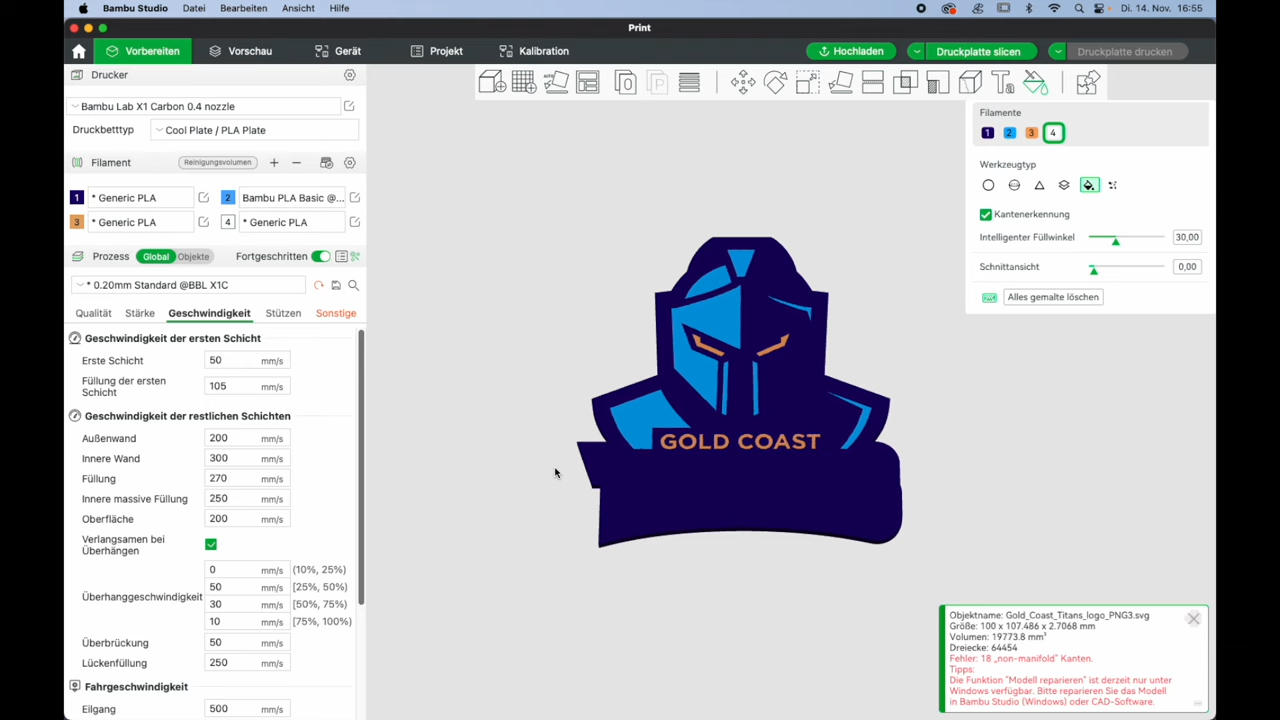 Bambu Studio Datei Bearbeiten Ansicht Hilfe Di. 14. Nov. 16:55
Print
Vorbereiten Vorschau Gerät Projekt Kalibration Hochladen Druckplatte slicen Druckplatte drucken
Drucker
Bambu Lab X1 Carbon 0.4 nozzle
Druckbetttyp Cool Plate / PLA Plate
Filament Reinigungsvolumen
1 * Generic PLA 2 Bambu PLA Basic @...
3 * Generic PLA 4 * Generic PLA
Prozess Global Objekte Fortgeschritten
* 0.20mm Standard @BBL X1C
Qualität Stärke Geschwindigkeit Stützen Sonstige
Geschwindigkeit der ersten Schicht
Erste Schicht 50 mm/s
Füllung der ersten
Schicht 105 mm/s
Geschwindigkeit der restlichen Schichten
Außenwand 200 mm/s
Innere Wand 300 mm/s
Füllung 270 mm/s
Innere massive Füllung 250 mm/s
Oberfläche 200 mm/s
Verlangsamen bei
Überhängen
0 mm/s (10%, 25%)
50 mm/s [25%, 50%)
Überhanggeschwindigkeit
30 mm/s [50%, 75%)
10 mm/s [75%, 100%)
Überbrückung 50 mm/s
Lückenfüllung 250 mm/s
Fahrgeschwindigkeit
Eilgang 500 mm/s
AUTO
Filamente
1 2 3 4
Werkzeugtyp
Kantenerkennung
Intelligenter Füllwinkel 30,00
Schnittansicht 0,00
Alles gemalte löschen
GOLD COAST
Objektname: Gold_Coast_Titans_logo_PNG3.svg
Größe: 100 x 107.486 x 2.7068 mm
Volumen: 19773.8 mm³
Dreiecke: 64454
Fehler: 18 „non-manifold" Kanten.
Tipps:
Die Funktion "Modell reparieren" ist derzeit nur unter
Windows verfügbar. Bitte reparieren Sie das Modell
in Bambu Studio (Windows) oder CAD-Software.